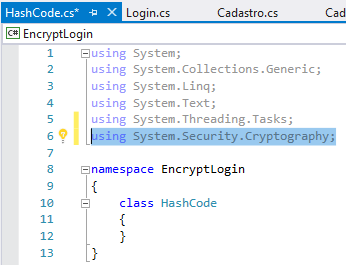 HashCode.cs*
Login.cs
Cadastro.cs
C# EncryptLogin
1 using System;
2 using System.Collections.Generic;
3 using System.Linq;
4 using System.Text;
5 using System.Threading.Tasks;
6 using System.Security.Cryptography;
7
8 namespace EncryptLogin
9 {
10 class HashCode
11 {
12 }
13 }